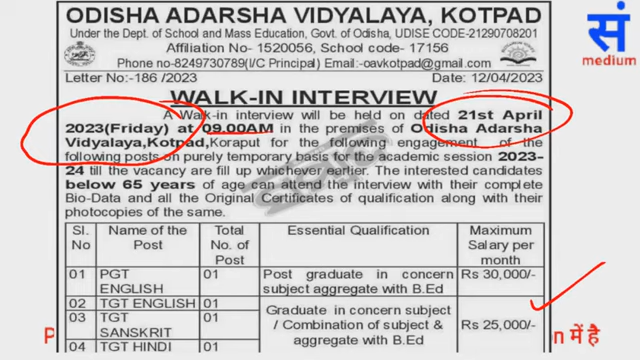 ODISHA ADARSHA VIDYALAYA, KOTPAD
Under the Dept. of School and Mass Education, Govt. of Odisha, UDISE CODE-21290708201
Affiliation No- 1520056, School code- 17156
Phone no-8249730789(I/C Principal) Email:-oavkotpad@gmail.com
सं
medium
Letter No:-186 /2023 Date: 12/04/2023
WALK-IN INTERVIEW
A Walk-in interview will be held on dated 21st April
2023(Friday) at 09.00AM in the premises of Odisha Adarsha
Vidyalaya,Kotpad, Koraput for the following engagement of the
following posts on purely temporary basis for the academic session 2023-
24 till the vacancy are fill up whichever earlier. The interested candidates
below 65 years of age can attend the interview with their complete
Bio-Data and all the Original Certificates of qualification along with their
photocopies of the same.
Sl. No Name of the Post Total No. of Post Essential Qualification Maximum Salary per month
01 PGT ENGLISH 01 Post graduate in concern subject aggregate with B.Ed Rs 30,000/-
02 TGT ENGLISH 01 Graduate in concern subject / Combination of subject & aggregate with B.Ed Rs 25,000/-
03 TGT SANSKRIT 01
04 TGT HINDI 01
में है